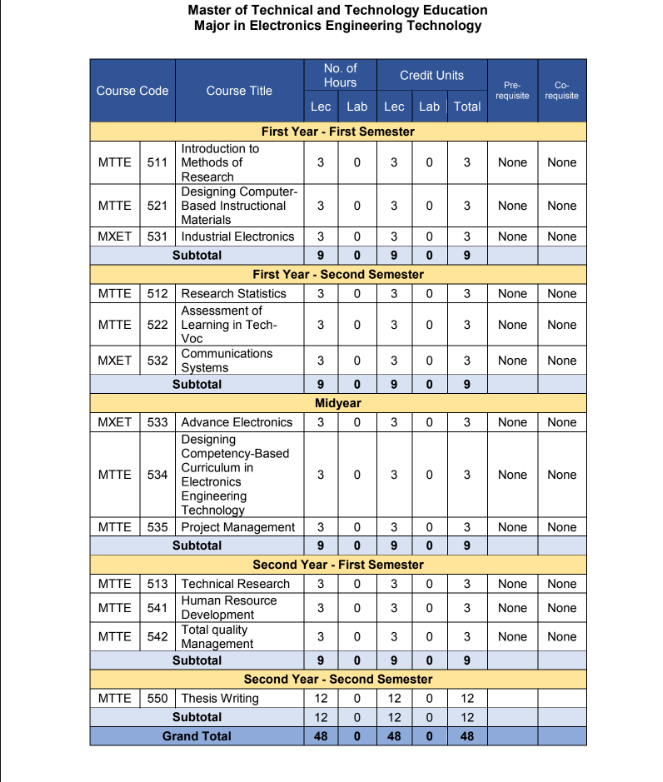 Master of Technical and Technology Education
Major in Electronics Engineering Technology
Course Code Course Title No. of Hours Credit Units Pre-requisite Co-requisite
Lec Lab Lec Lab Total
First Year - First Semester
MTTE 511 Introduction to Methods of Research 3 0 3 0 3 None None
MTTE 521 Designing Computer-Based Instructional Materials 3 0 3 0 3 None None
MXET 531 Industrial Electronics 3 0 3 0 3 None None
Subtotal 9 0 9 0 9
First Year - Second Semester
MTTE 512 Research Statistics 3 0 3 0 3 None None
MTTE 522 Assessment of Learning in Tech-Voc 3 0 3 0 3 None None
MXET 532 Communications Systems 3 0 3 0 3 None None
Subtotal 9 0 9 0 9
Midyear
MXET 533 Advance Electronics 3 0 3 0 3 None None
MTTE 534 Designing Competency-Based Curriculum in Electronics Engineering Technology 3 0 3 0 3 None None
MTTE 535 Project Management 3 0 3 0 3 None None
Subtotal 9 0 9 0 9
Second Year - First Semester
MTTE 513 Technical Research 3 0 3 0 3 None None
MTTE 541 Human Resource Development 3 0 3 0 3 None None
MTTE 542 Total quality Management 3 0 3 0 3 None None
Subtotal 9 0 9 0 9
Second Year - Second Semester
MTTE 550 Thesis Writing 12 0 12 0 12
Subtotal 12 0 12 0 12
Grand Total 48 0 48 0 48